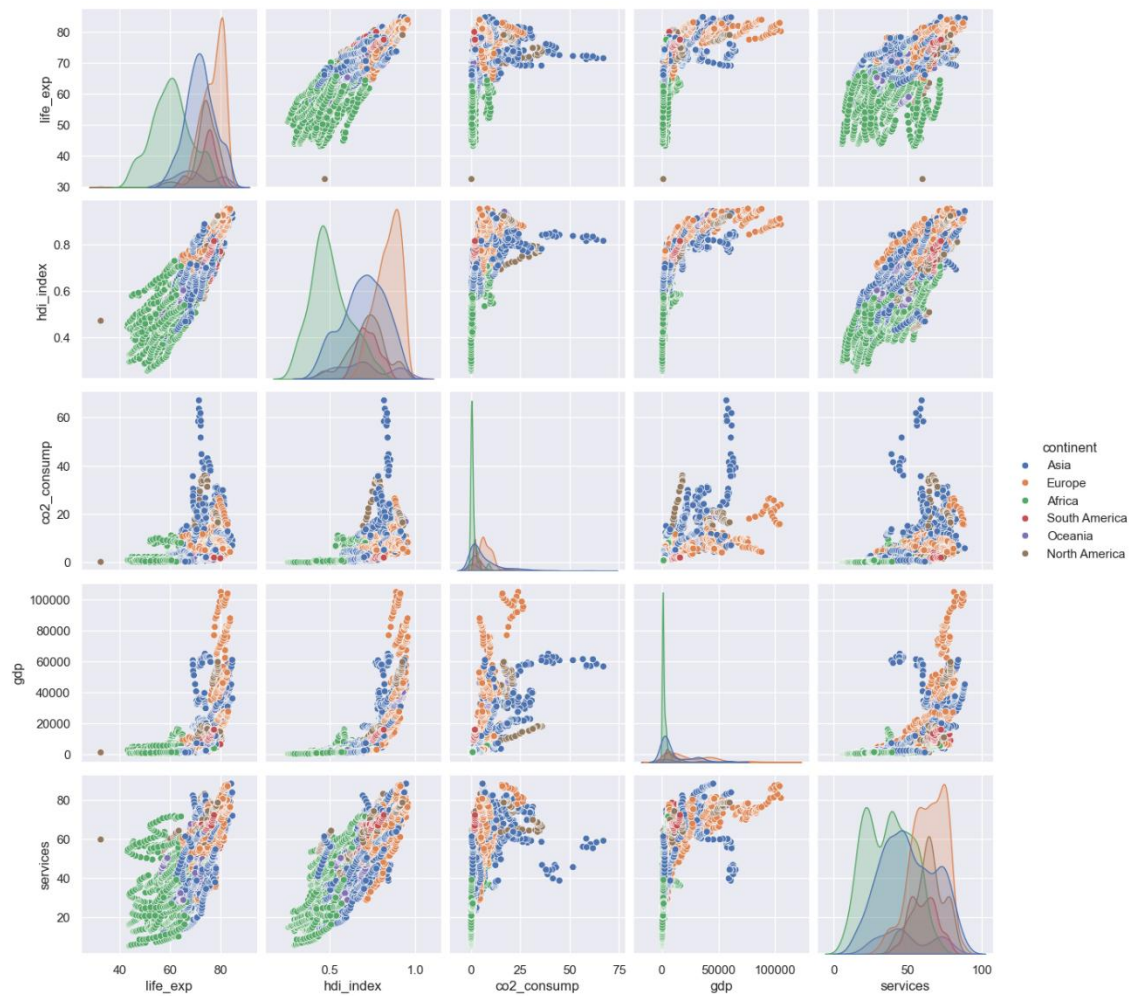 life_exp
80
70
60
50
40
30
hdi_index
0.8
0.6
0.4
co2_consump
60
40
20
0
continent
Asia
Europe
Africa
South America
Oceania
North America
gdp
100000
80000
60000
40000
20000
0
services
80
60
40
20
40 60 80
0.5 1.0
0 25 50 75
0 50000 100000
0 50 100
life_exp hdi_index co2_consump gdp services